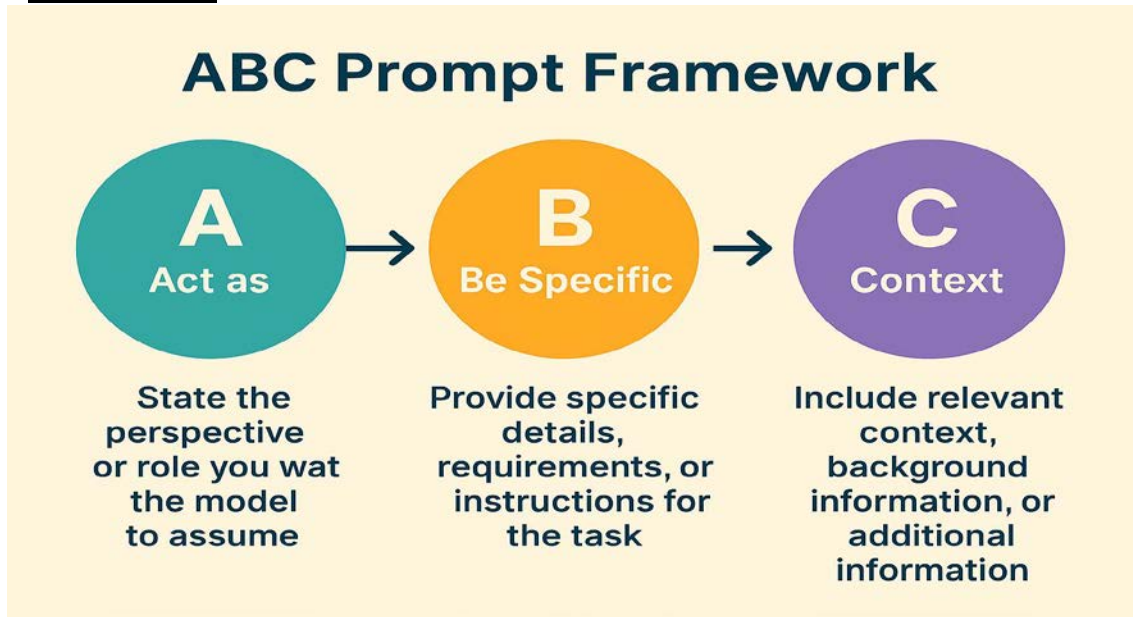 ABC Prompt Framework
A
Act as
State the
perspective
or role you wat
the model
to assume
B
Be Specific
Provide specific
details,
requirements, or
instructions for
the task
C
Context
Include relevant
context,
background
information, or
additional
information